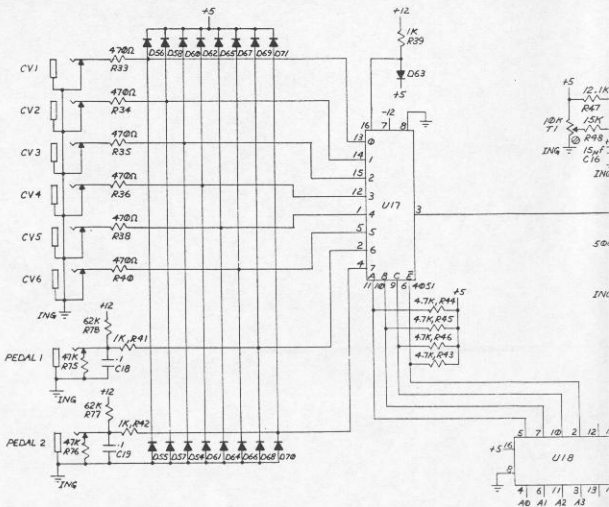 +5
+12
1K
R39
D56 D58 D60 D62 D65 D67 D69 D71
D63
+5
CV1
470Ω
R33
CV2
470Ω
R34
CV3
470Ω
R35
CV4
470Ω
R36
CV5
470Ω
R38
CV6
470Ω
R40
ING
16 7 8
-12
13 0
14 1
15 2
12 3
1 4
5 5
2 6
4 7
U17
3
A B C E
11 10 9 6 4051
+5
10K
T1
ING
12.1K
R47
15K
R48
15µf
C16
ING
+5
4.7K, R44
4.7K, R45
4.7K, R46
4.7K, R43
500
ING
+12
62K
R78
1K, R41
PEDAL 1
47K
R75
.1
C18
ING
+12
62K
R77
1K, R42
PEDAL 2
47K
R76
.1
C19
ING
D55 D57 D54 D61 D64 D66 D68 D70
5 7 10 2 12
+5 16
8
U18
4 6 11 3 13
A0 A1 A2 A3